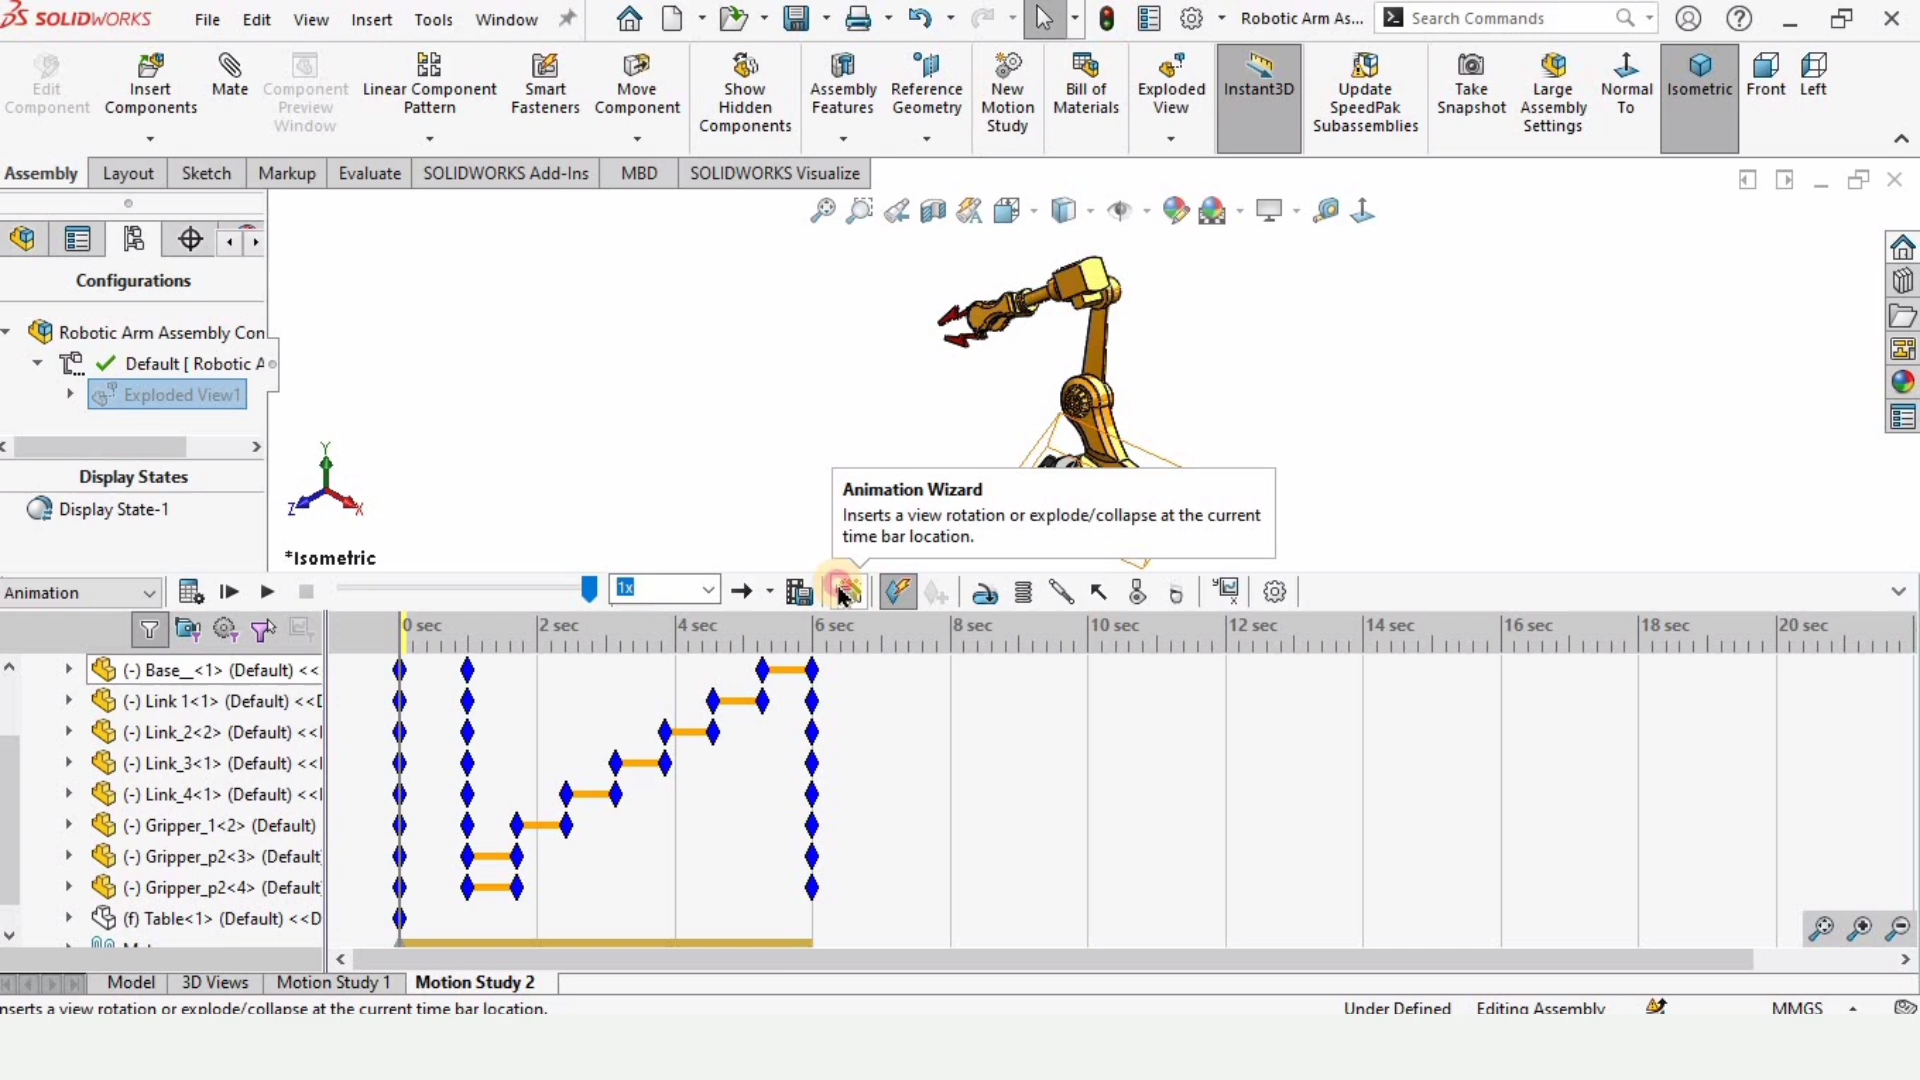 SOLIDWORKS
File
Edit
View
Insert
Tools
Window
Robotic Arm As...
Search Commands
Edit
Component
Insert
Components
Mate
Component
Preview
Window
Linear Component
Pattern
Smart
Fasteners
Move
Component
Show
Hidden
Components
Assembly
Features
Reference
Geometry
New
Motion
Study
Bill of
Materials
Exploded
View
Instant3D
Update
SpeedPak
Subassemblies
Take
Snapshot
Large
Assembly
Settings
Normal
To
Isometric
Front
Left
Assembly
Layout
Sketch
Markup
Evaluate
SOLIDWORKS Add-Ins
MBD
SOLIDWORKS Visualize
Configurations
Robotic Arm Assembly Con
Default [ Robotic A
Exploded View1
Display States
Display State-1
Y
Z
X
*Isometric
Animation Wizard
Inserts a view rotation or explode/collapse at the current
time bar location.
Animation
1x
0 sec
2 sec
4 sec
6 sec
8 sec
10 sec
12 sec
14 sec
16 sec
18 sec
20 sec
(-) Base__<1> (Default) <<
(-) Link 1<1> (Default) <<D
(-) Link_2<2> (Default) <<
(-) Link_3<1> (Default) <<
(-) Link_4<1> (Default) <<
(-) Gripper_1<2> (Default)
(-) Gripper_p2<3> (Default
(-) Gripper_p2<4> (Default
(f) Table<1> (Default) <<D
Model
3D Views
Motion Study 1
Motion Study 2
nserts a view rotation or explode/collapse at the current time bar location.
Under Defined
Editing Assembly
MMGS